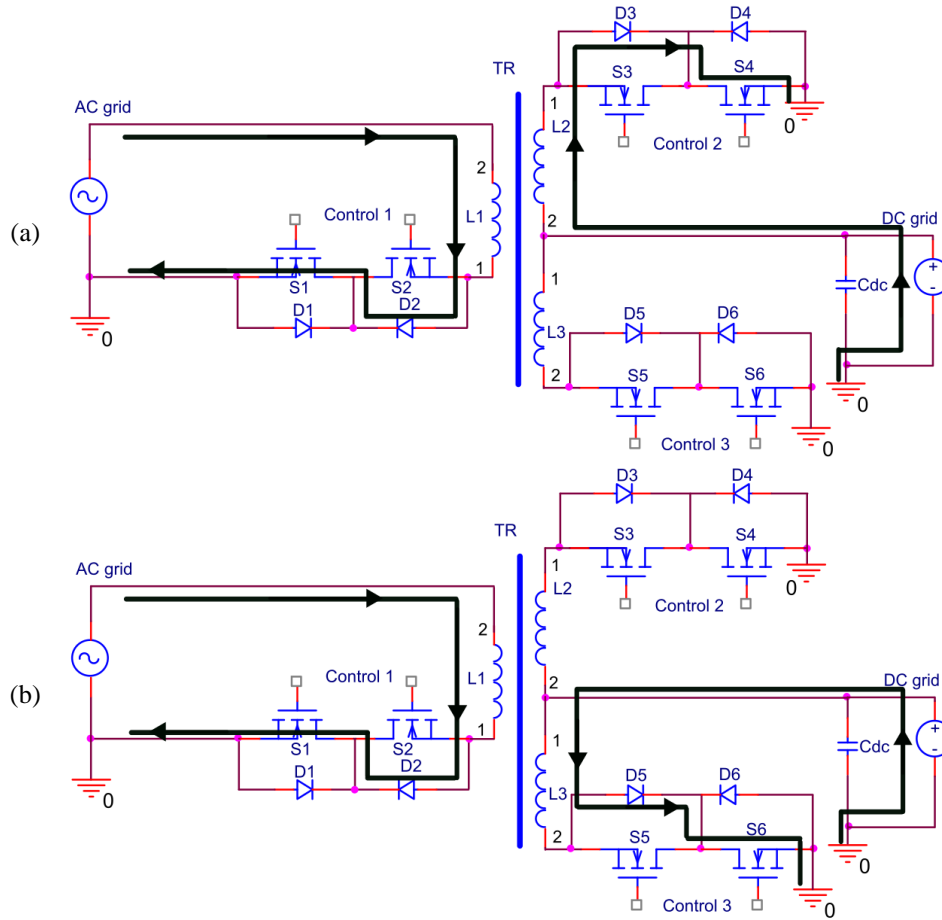 (a)
D3 D4
TR
S3 S4
AC grid
1 L2 0
Control 2
2
Control 1 L1 2 DC grid
+
-
1
S1 S2 1 Cdc
D1 D2
0 D5 D6
L3
2 S5 S6 0
Control 3 0
(b)
D3 D4
TR
S3 S4
AC grid
1 L2 0
Control 2
2
Control 1 L1 2 DC grid
+
-
1
S1 S2 1 Cdc
D1 D2
0 D5 D6
L3
2 S5 S6 0
Control 3 0